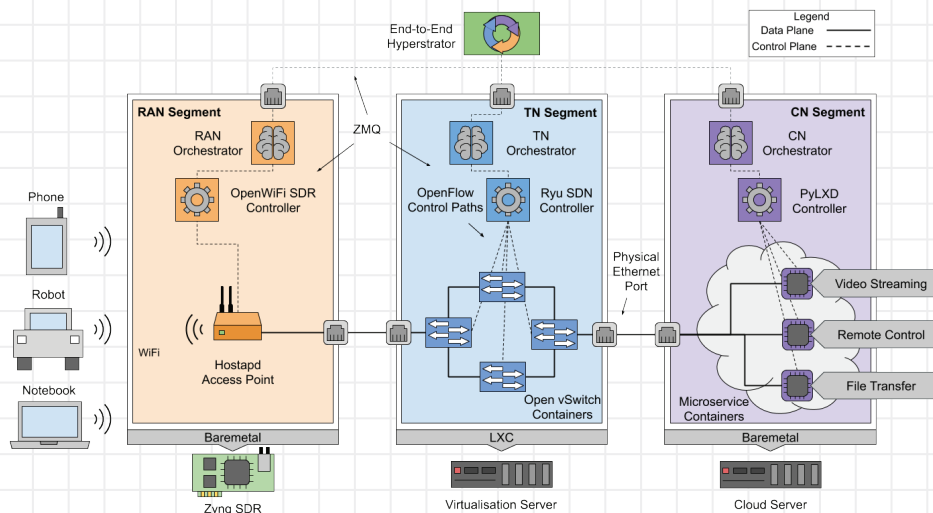 End-to-End
Hyperstrator
Legend
Data Plane
Control Plane
RAN Segment
TN Segment
CN Segment
ZMQ
RAN
Orchestrator
TN
Orchestrator
CN
Orchestrator
OpenWiFi SDR
Controller
OpenFlow
Control Paths
Ryu SDN
Controller
PyLXD
Controller
Phone
Robot
Notebook
WiFi
Hostapd
Access Point
Physical
Ethernet
Port
Open vSwitch
Containers
Microservice
Containers
Video Streaming
Remote Control
File Transfer
Baremetal
LXC
Baremetal
Zynq SDR
Virtualisation Server
Cloud Server